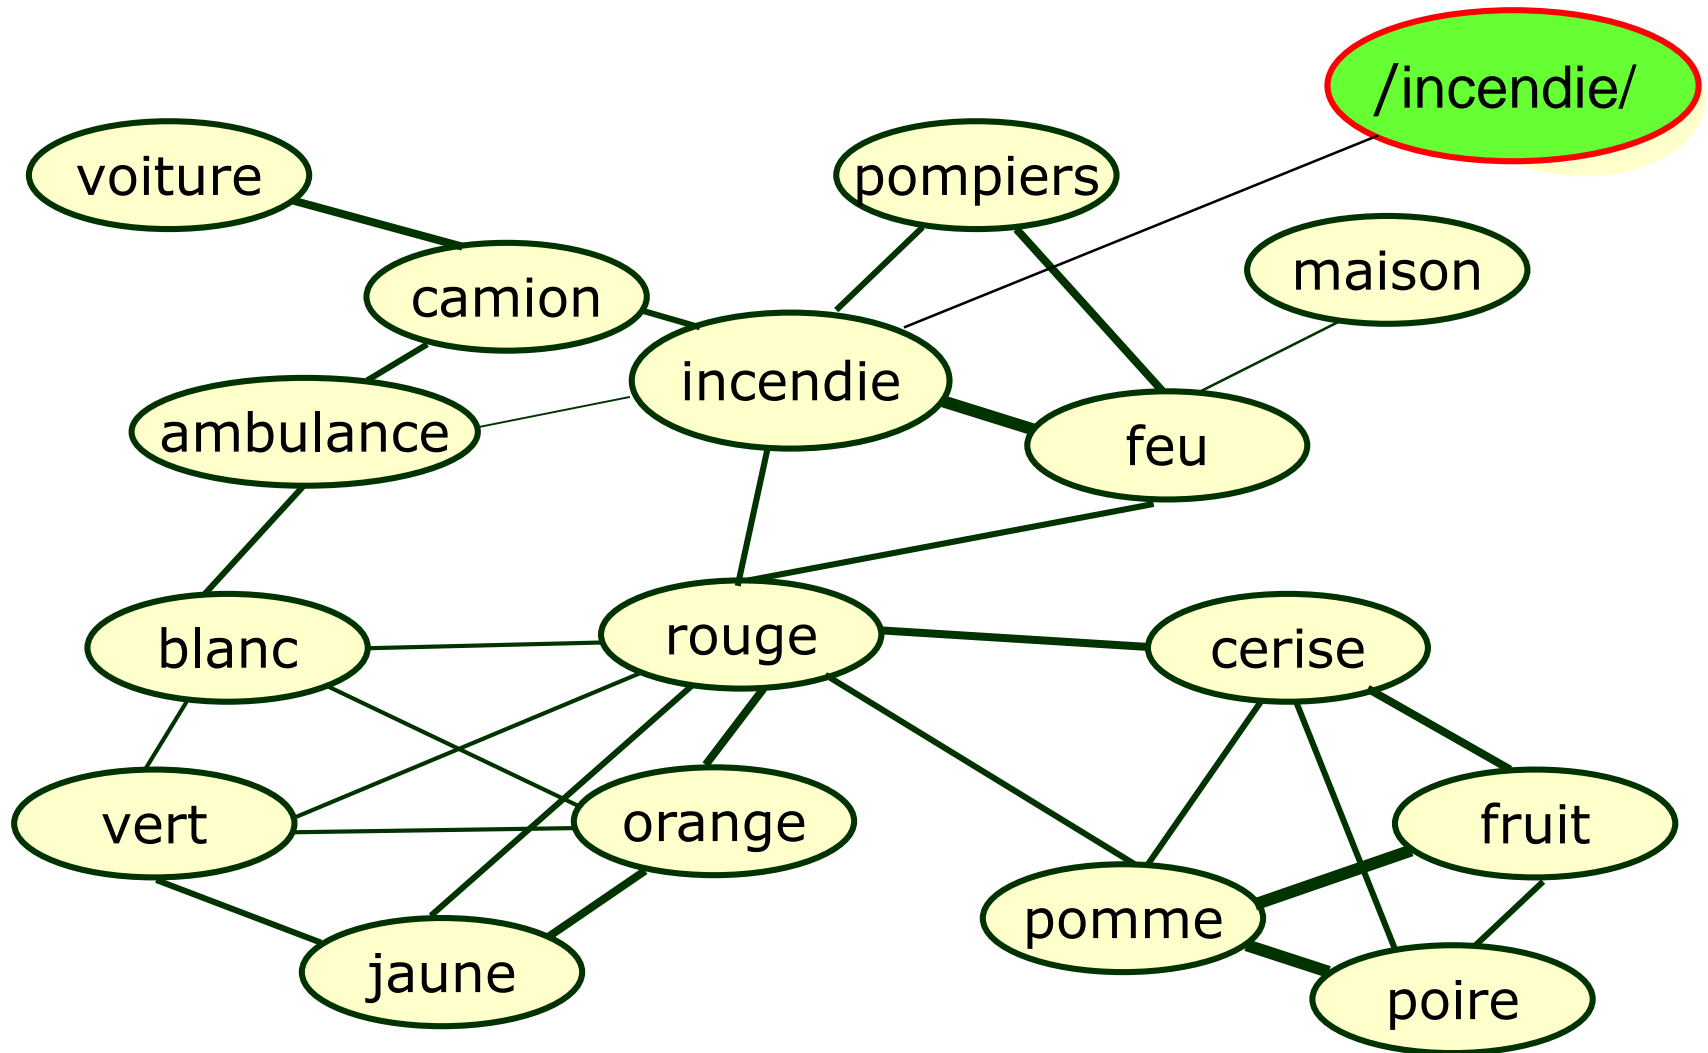 /incendie/
voiture
pompiers
maison
camion
incendie
ambulance
feu
rouge
blanc
cerise
vert
orange
fruit
pomme
jaune
poire